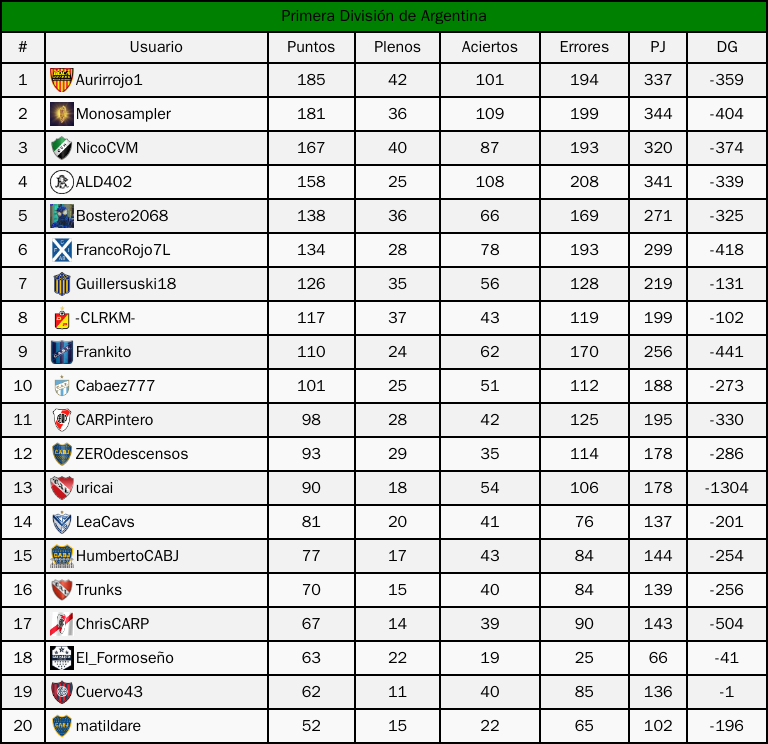 Primera División de Argentina
# Usuario Puntos Plenos Aciertos Errores PJ DG
1 Aurirrojo1 185 42 101 194 337 -359
2 Monosampler 181 36 109 199 344 -404
3 NicoCVM 167 40 87 193 320 -374
4 ALD402 158 25 108 208 341 -339
5 Bostero2068 138 36 66 169 271 -325
6 FrancoRojo7L 134 28 78 193 299 -418
7 Guillersuski18 126 35 56 128 219 -131
8 -CLRKM- 117 37 43 119 199 -102
9 Frankito 110 24 62 170 256 -441
10 Cabaez777 101 25 51 112 188 -273
11 CARPintero 98 28 42 125 195 -330
12 ZEROdescensos 93 29 35 114 178 -286
13 uricai 90 18 54 106 178 -1304
14 LeaCavs 81 20 41 76 137 -201
15 HumbertoCABJ 77 17 43 84 144 -254
16 Trunks 70 15 40 84 139 -256
17 ChrisCARP 67 14 39 90 143 -504
18 El_Formoseño 63 22 19 25 66 -41
19 Cuervo43 62 11 40 85 136 -1
20 matildare 52 15 22 65 102 -196